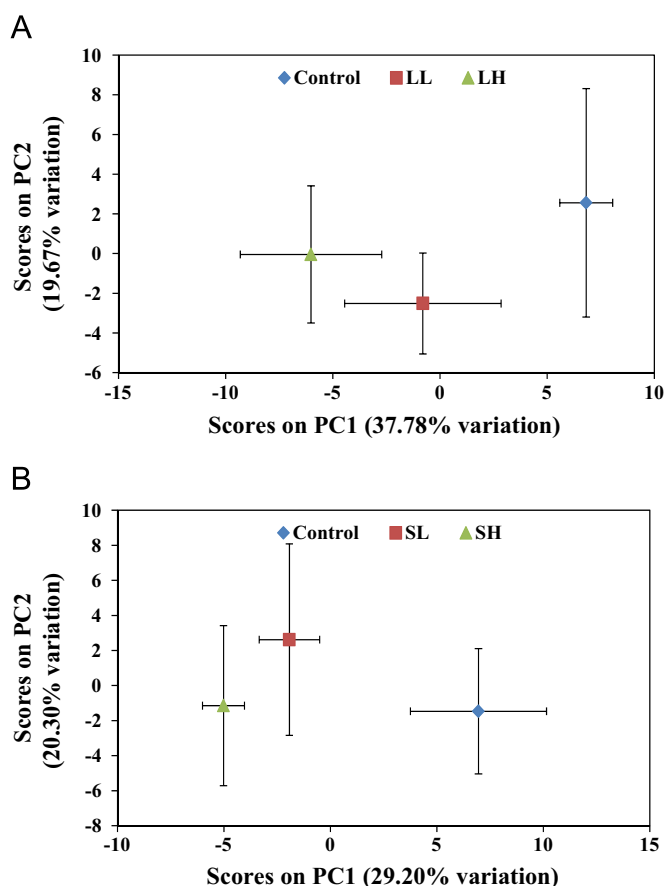 A
10
8
6
4
2
0
-2
-4
-6
Control LL LH
Scores on PC2
(19.67% variation)
-15 -10 -5 0 5 10
Scores on PC1 (37.78% variation)
B
10
8
6
4
2
0
-2
-4
-6
-8
Control SL SH
Scores on PC2
(20.30% variation)
-10 -5 0 5 10 15
Scores on PC1 (29.20% variation)